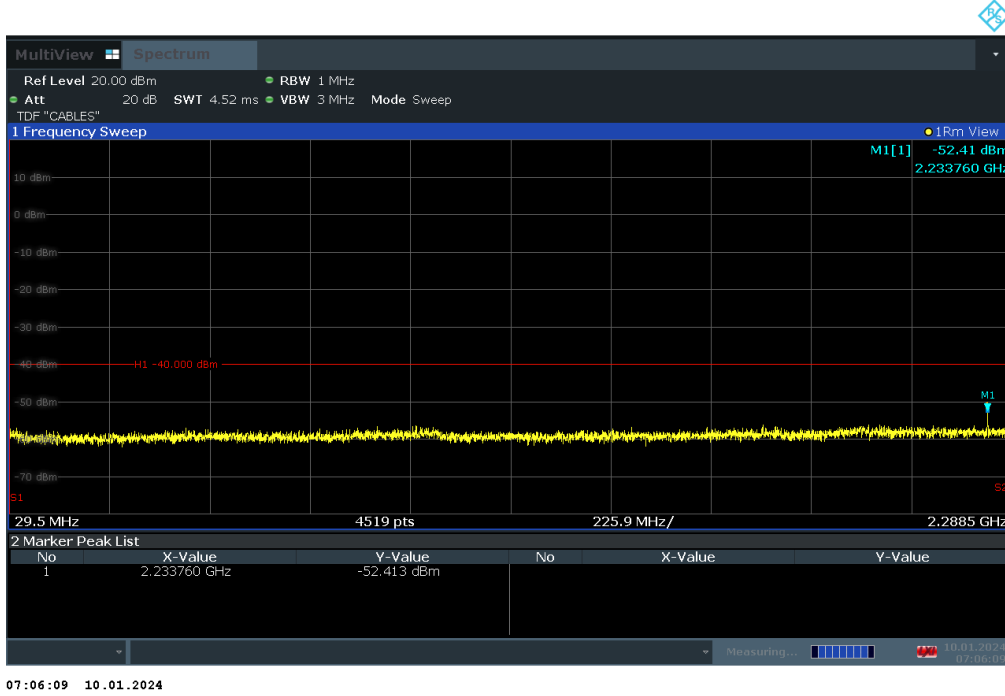 R&S
MultiView Spectrum
Ref Level 20.00 dBm RBW 1 MHz
Att 20 dB SWT 4.52 ms VBW 3 MHz Mode Sweep
TDF "CABLES"
1 Frequency Sweep 1Rm View
M1[1] -52.41 dBm
2.233760 GHz
10 dBm
0 dBm
-10 dBm
-20 dBm
-30 dBm
-40 dBm H1 -40.000 dBm
-50 dBm
M1
-70 dBm
S1
29.5 MHz 4519 pts 225.9 MHz/ 2.2885 GHz
2 Marker Peak List
No X-Value Y-Value No X-Value Y-Value
1 2.233760 GHz -52.413 dBm
Measuring... 10.01.2024
07:06:09
07:06:09 10.01.2024